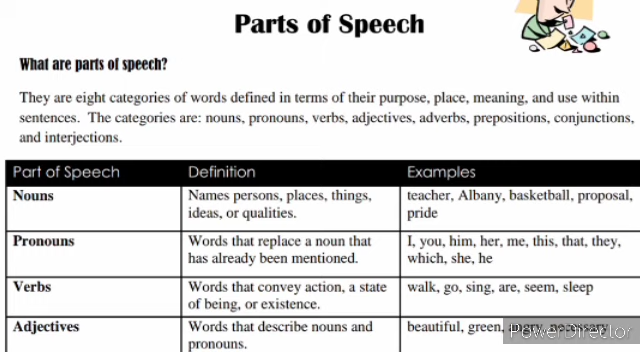 Parts of Speech
What are parts of speech?
They are eight categories of words defined in terms of their purpose, place, meaning, and use within
sentences. The categories are: nouns, pronouns, verbs, adjectives, adverbs, prepositions, conjunctions,
and interjections.
Part of Speech Definition Examples
Nouns Names persons, places, things, teacher, Albany, basketball, proposal,
ideas, or qualities. pride
Pronouns Words that replace a noun that I, you, him, her, me, this, that, they,
has already been mentioned. which, she, he
Verbs Words that convey action, a state walk, go, sing, are, seem, sleep
of being, or existence.
Adjectives Words that describe nouns and beautiful, green, angry, necessary
pronouns.
PowerDirector